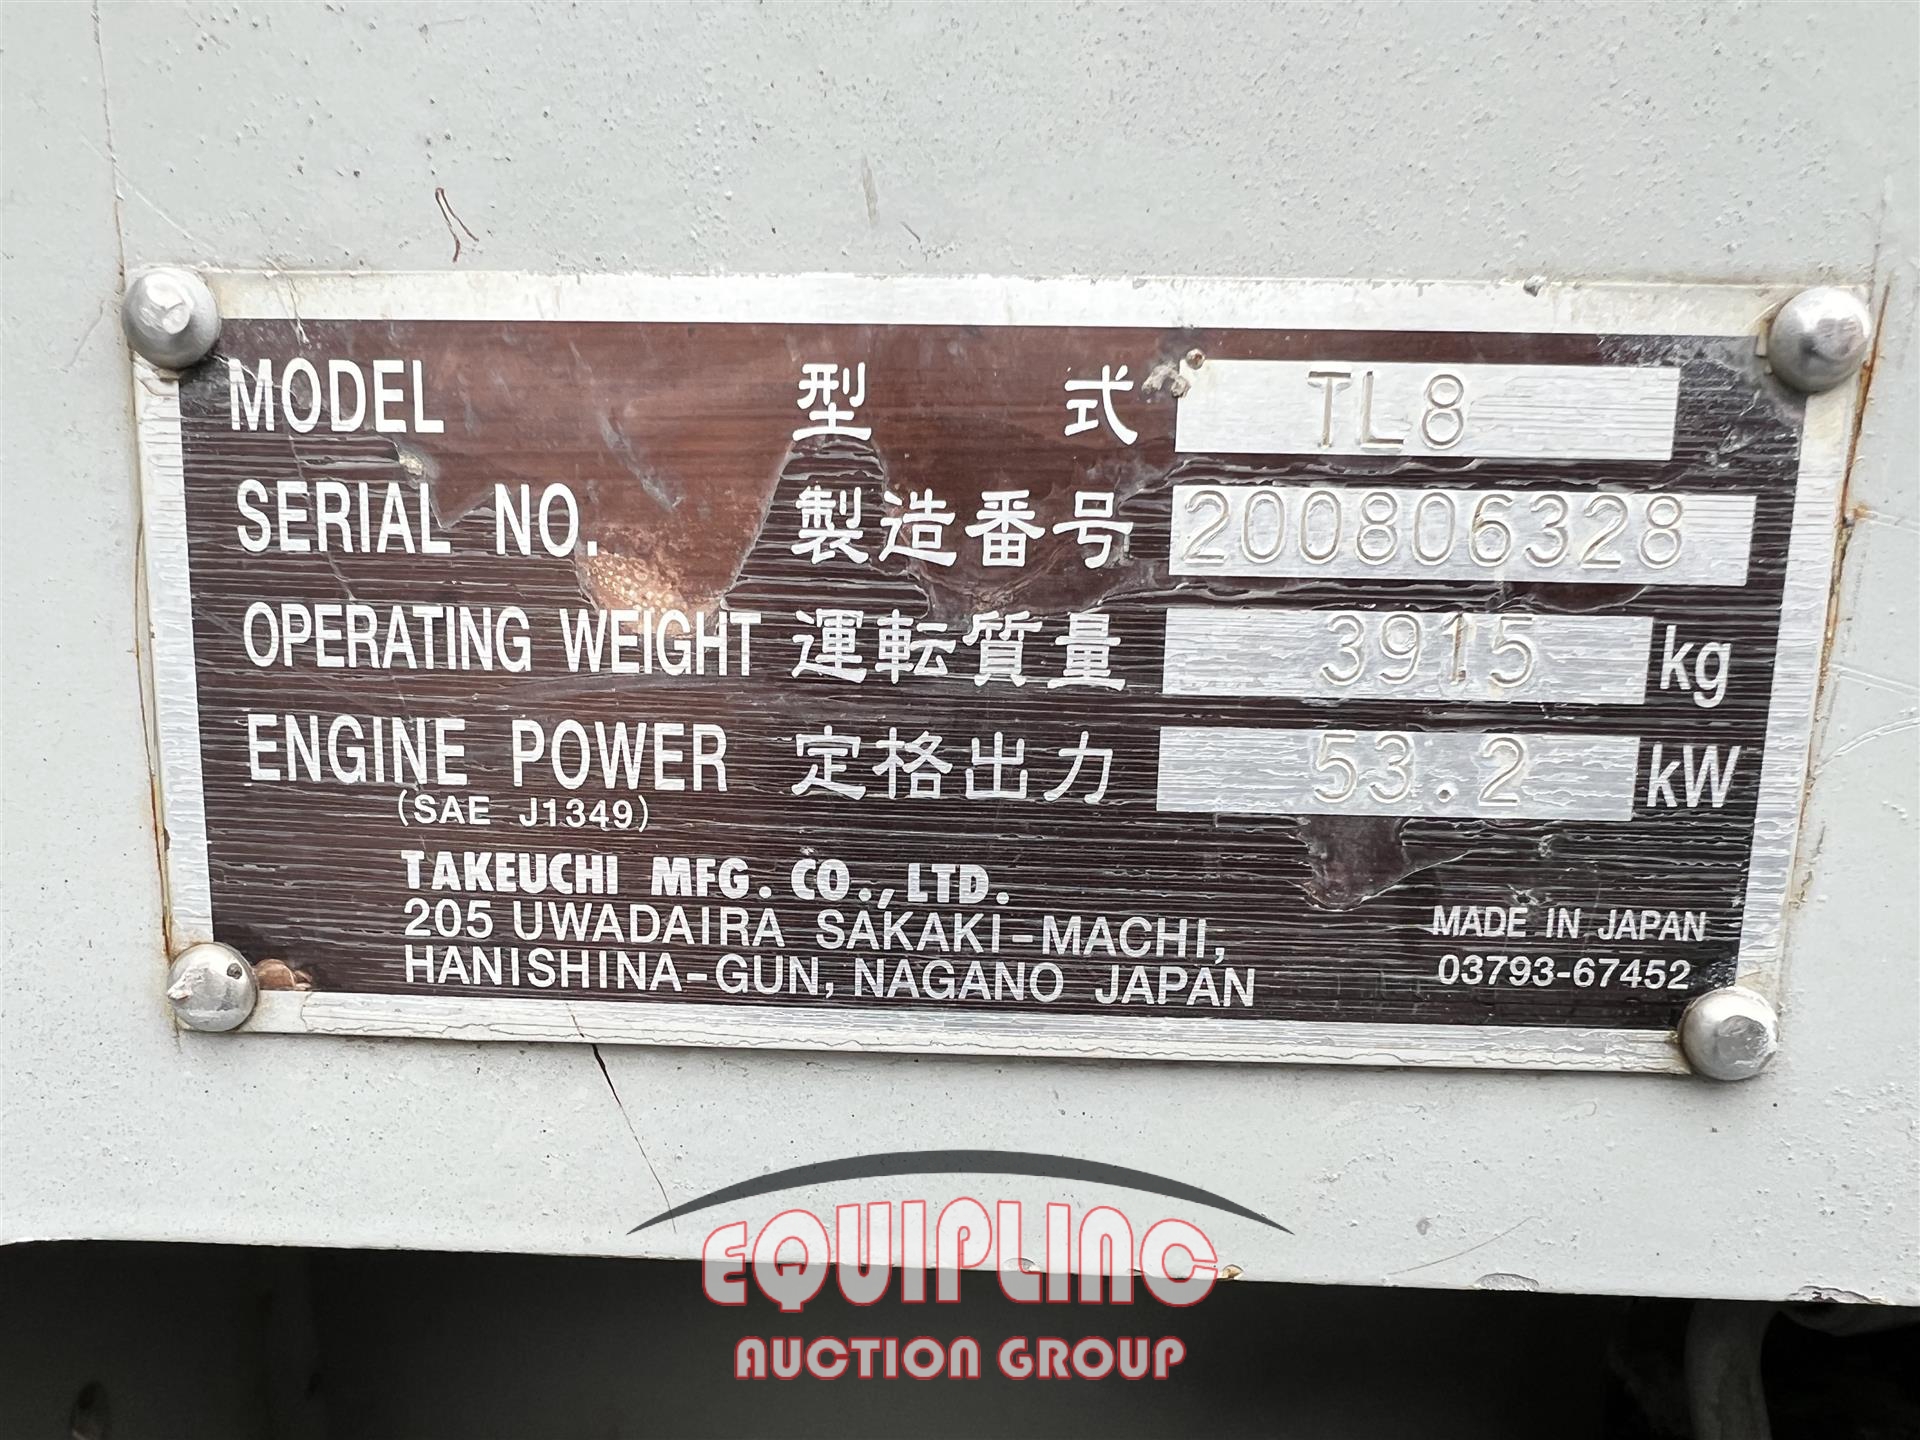 MODEL 型式 TL8
SERIAL NO. 製造番号 200806328
OPERATING WEIGHT 運転質量 3915 kg
ENGINE POWER 定格出力 53.2 kW
(SAE J1349)
TAKEUCHI MFG. CO., LTD.
205 UWADAIRA SAKAKI-MACHI,
HANISHINA-GUN, NAGANO JAPAN
MADE IN JAPAN
03793-67452
EQUIPLINC
AUCTION GROUP